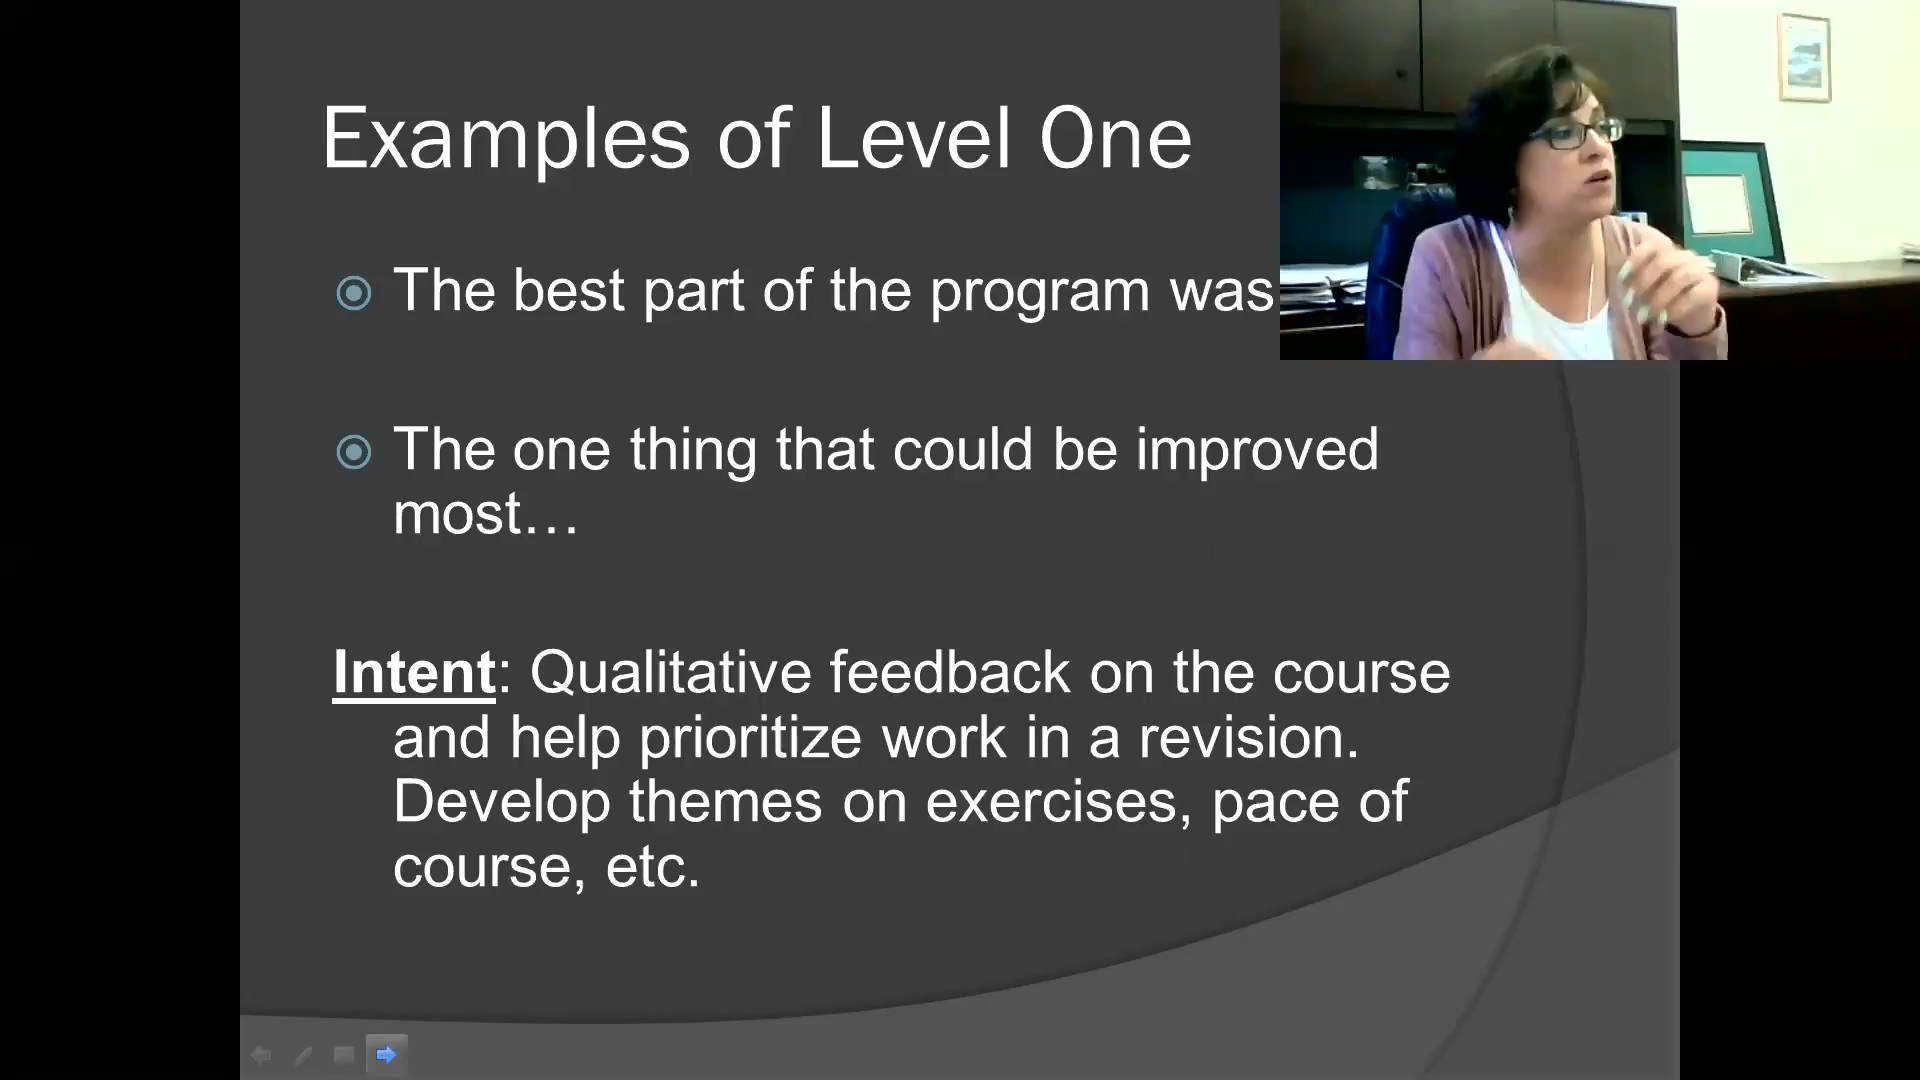 Examples of Level One
The best part of the program was
The one thing that could be improved
most…
Intent: Qualitative feedback on the course
and help prioritize work in a revision.
Develop themes on exercises, pace of
course, etc.